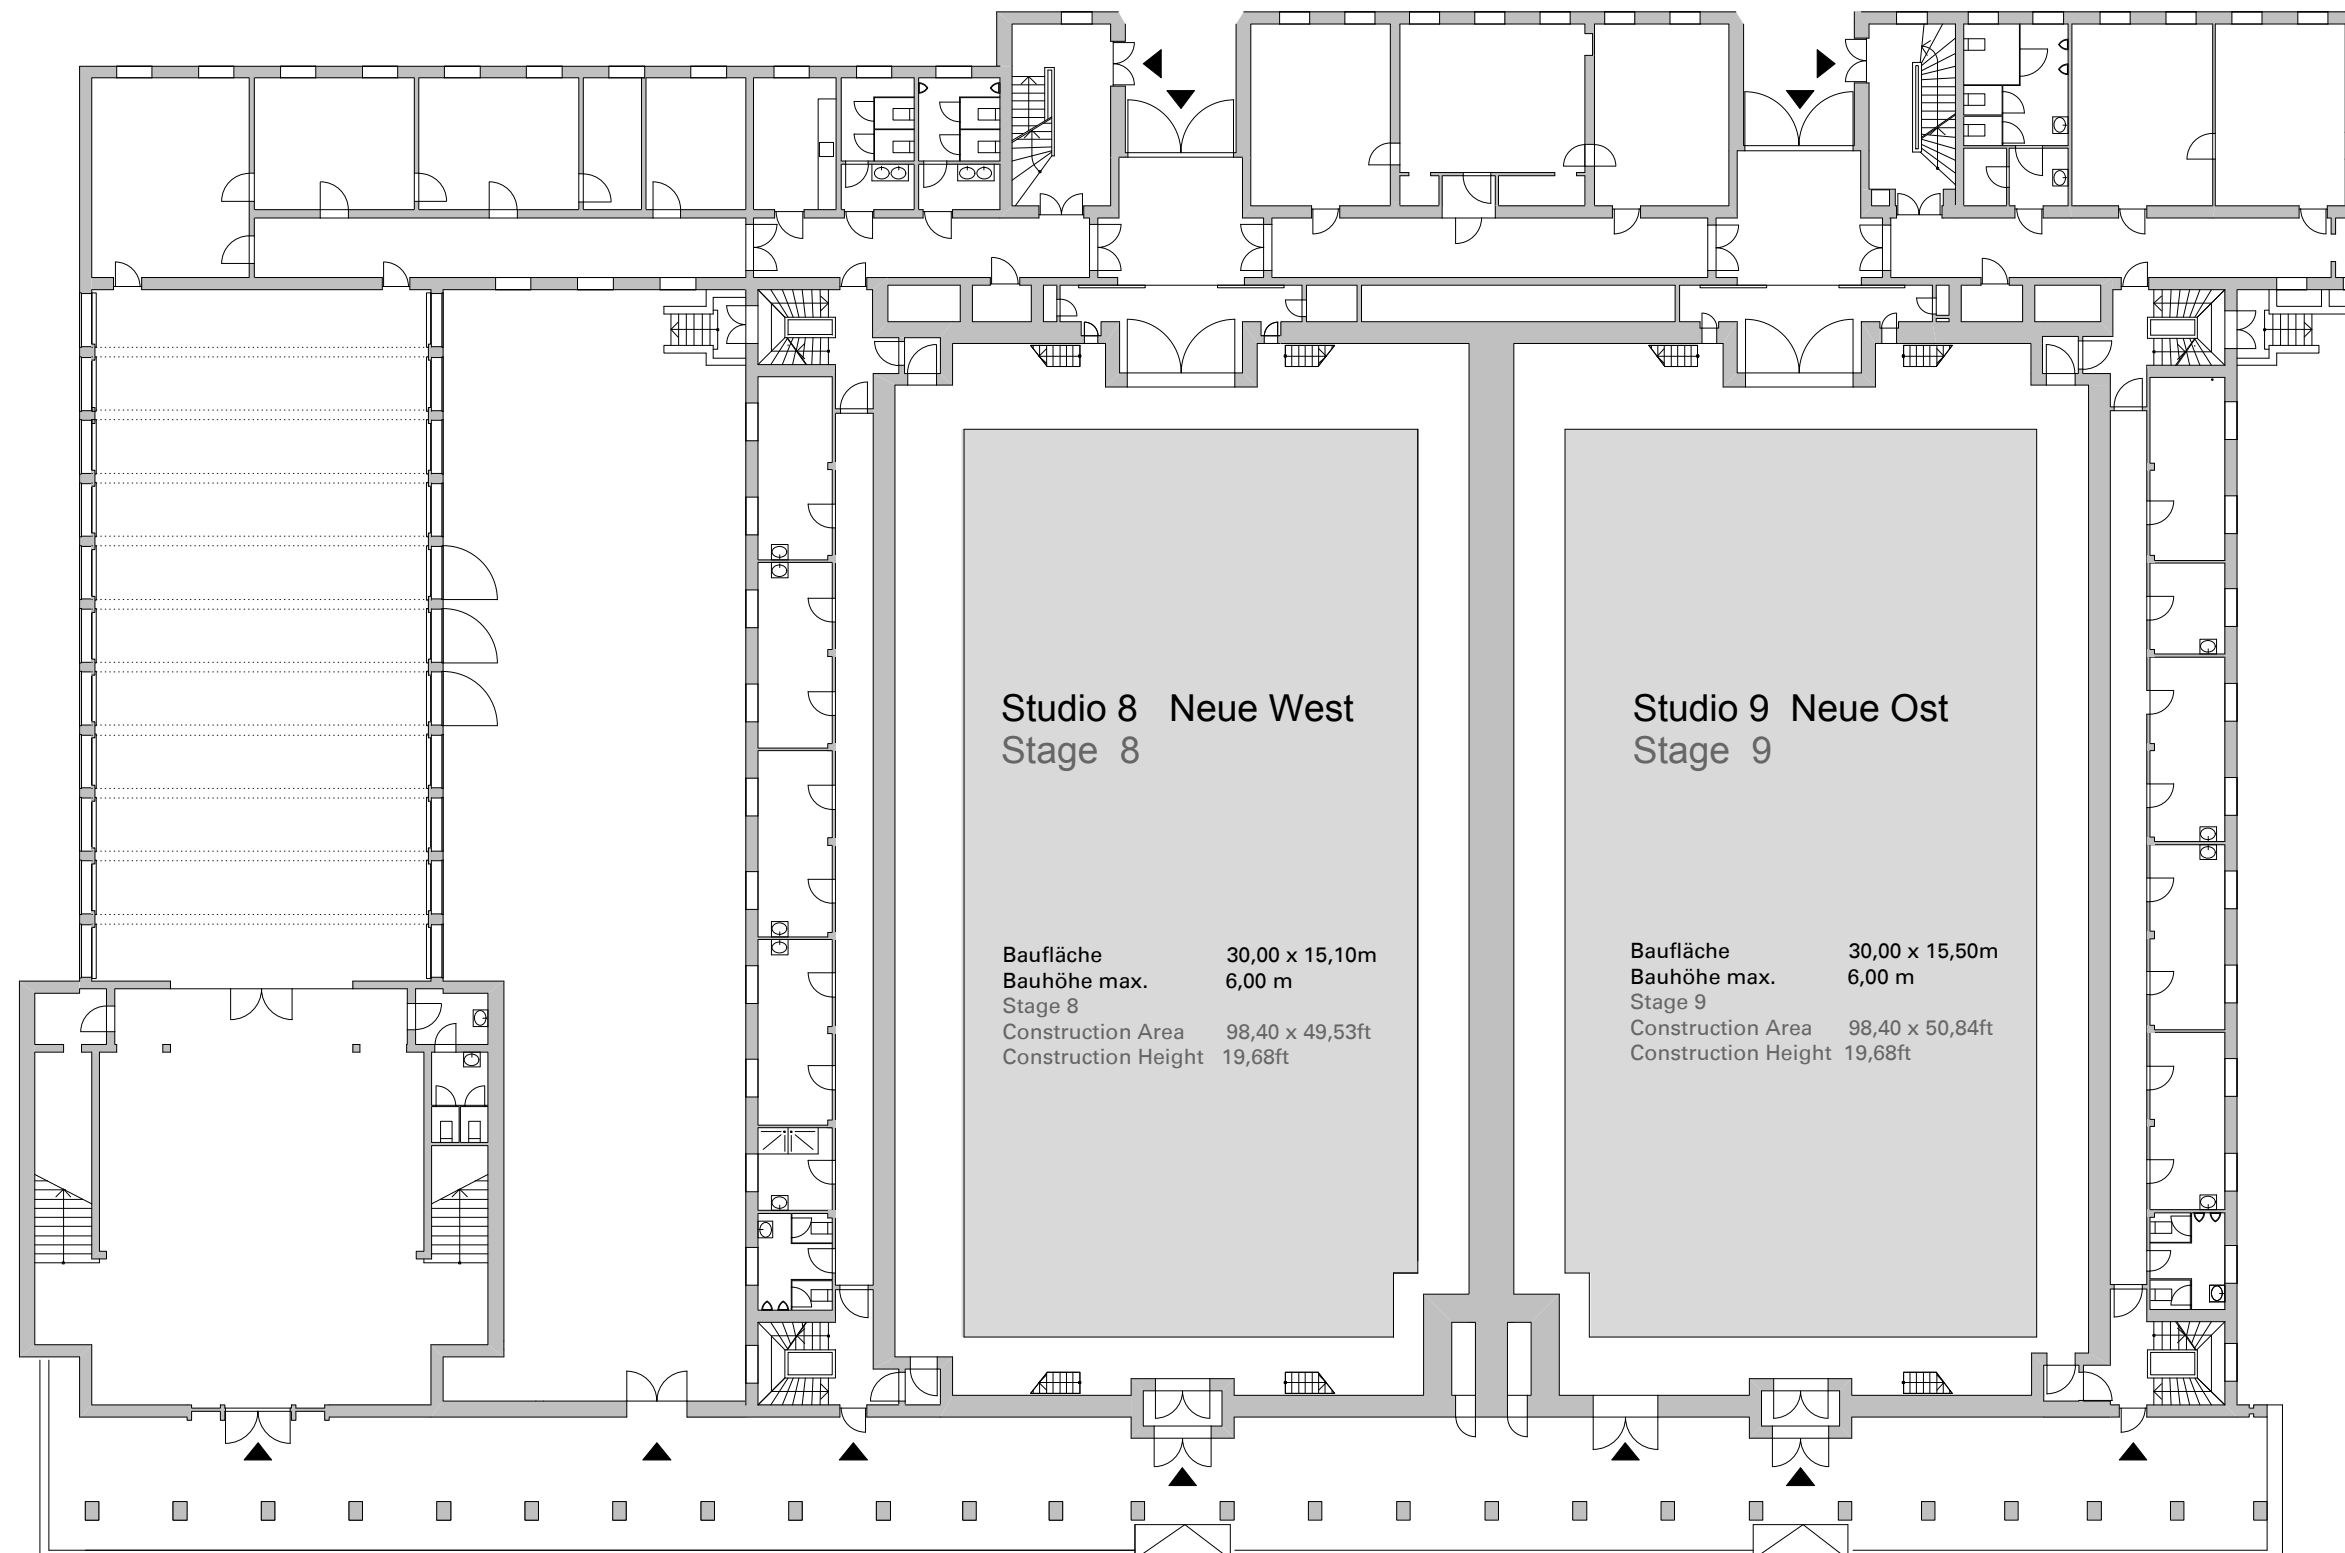 Studio 8 Neue West
Stage 8
Baufläche 30,00 x 15,10m
Bauhöhe max. 6,00 m
Stage 8
Construction Area 98,40 x 49,53ft
Construction Height 19,68ft
Studio 9 Neue Ost
Stage 9
Baufläche 30,00 x 15,50m
Bauhöhe max. 6,00 m
Stage 9
Construction Area 98,40 x 50,84ft
Construction Height 19,68ft